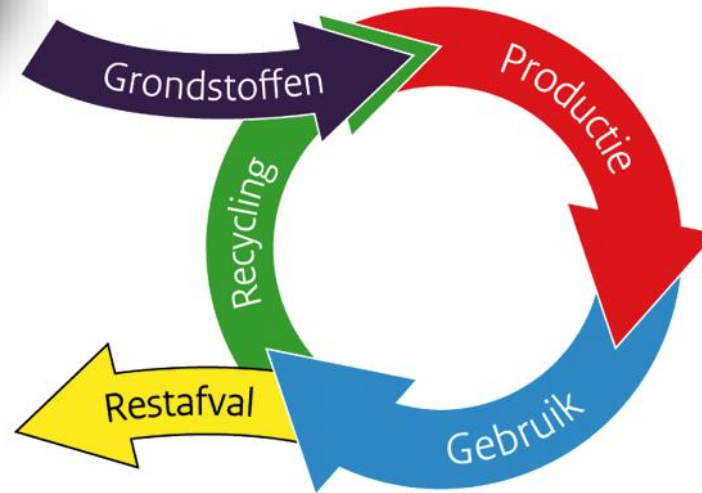 Grondstoffen
Productie
Recycling
Restafval
Gebruik